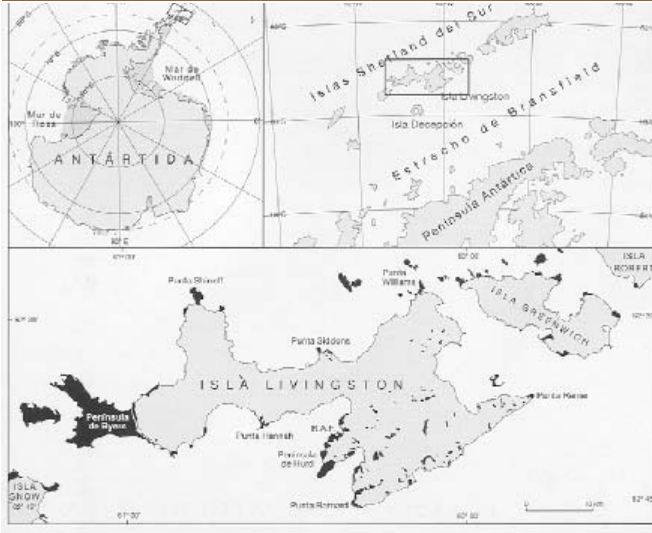 Mar de
Weddell
Mar de
Ross
ANTÁRTIDA
Islas Shetland del Sur
Isla Livingston
Isla Decepción
Estrecho de Bransfield
Península Antártica
ISLA
ROBERT
Punta Shirreff
Punta
Williams
ISLA GREENWICH
Punta Siddons
ISLA LIVINGSTON
Península
de Byers
Punta Hannah
B.A.E.
Península
de Hurd
Punta Barnard
ISLA
SNOW
10 km